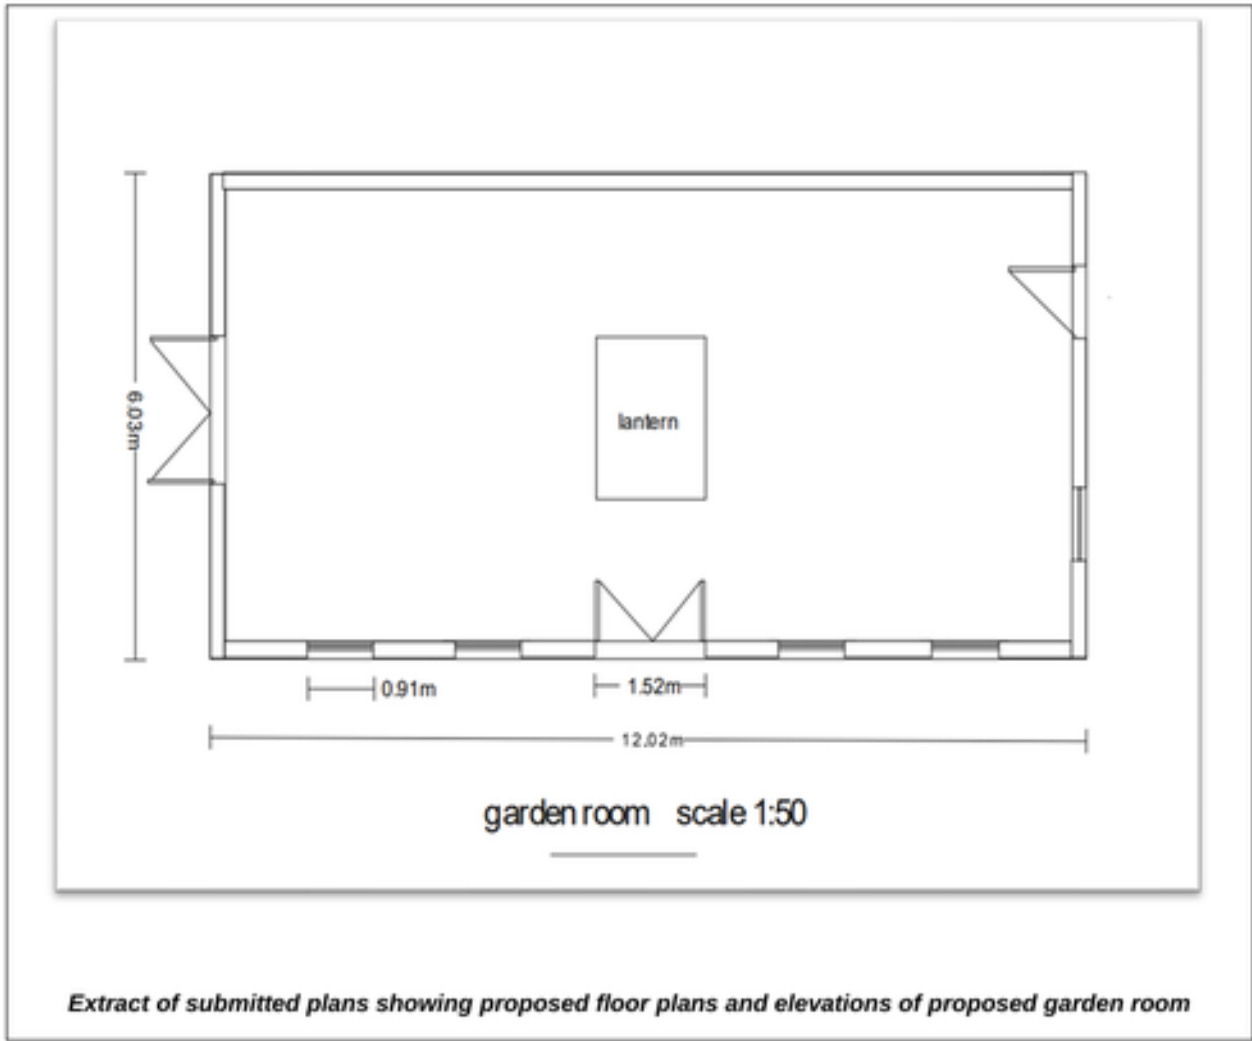 6.03m
lantern
0.91m
1.52m
12.02m
garden room scale 1:50
Extract of submitted plans showing proposed floor plans and elevations of proposed garden room